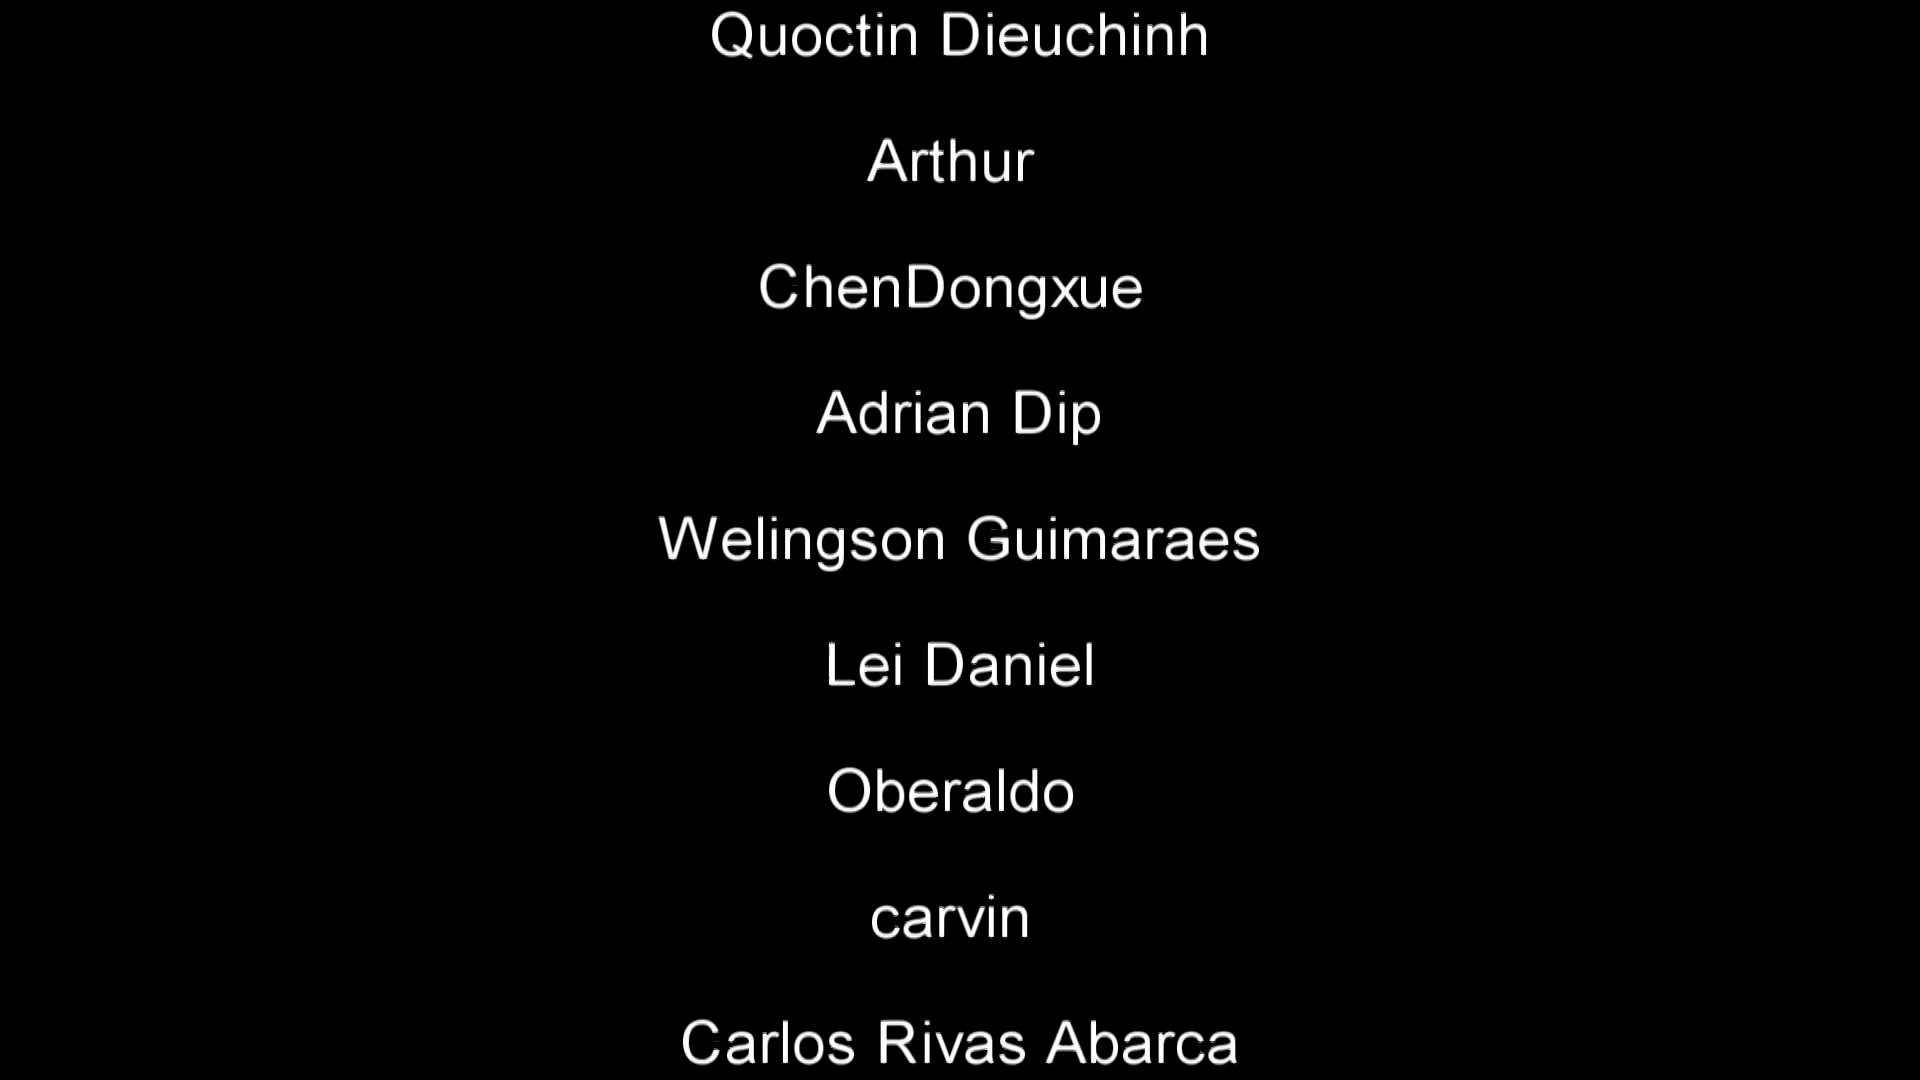 Quoctin Dieuchinh
Arthur
ChenDongxue
Adrian Dip
Welingson Guimaraes
Lei Daniel
Oberaldo
carvin
Carlos Rivas Abarca